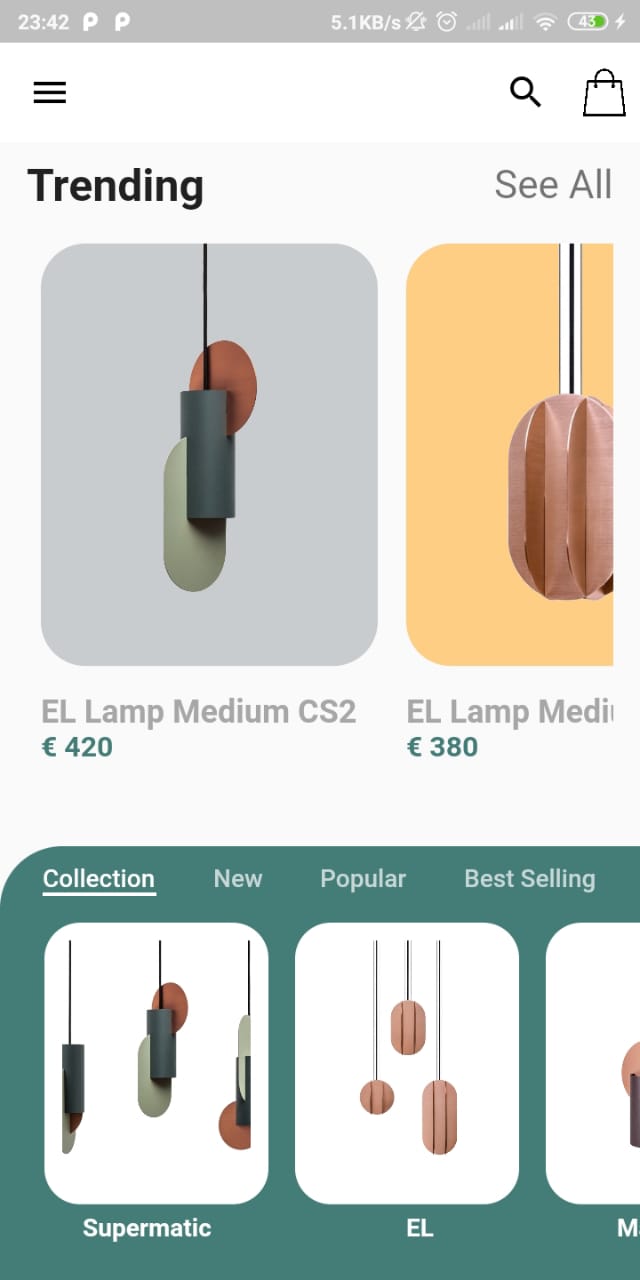 23:42 P P 5.1KB/s 43
Trending See All
EL Lamp Medium CS2 EL Lamp
€ 420 € 380
Collection New Popular Best Selling
Supermatic EL